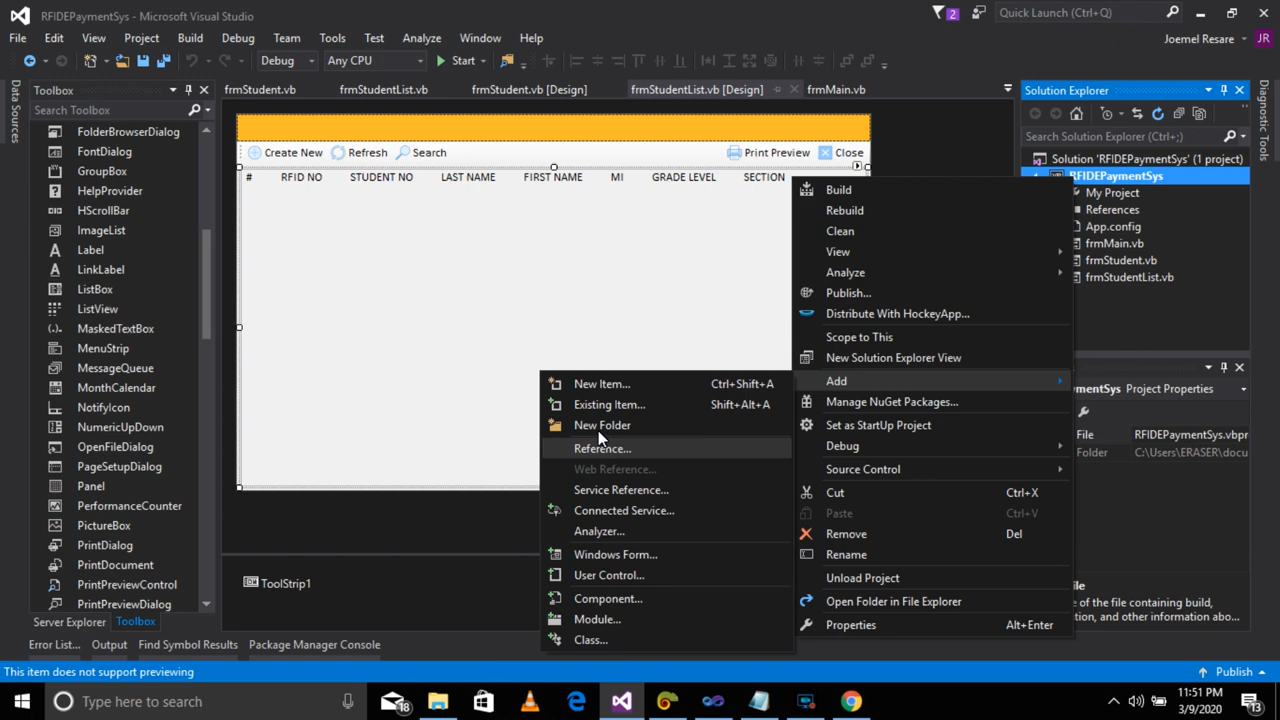 RFIDEPaymentSys - Microsoft Visual Studio
2
Quick Launch (Ctrl+Q)
File Edit View Project Build Debug Team Tools Test Analyze Window Help
Joemel Resare JR
Debug Any CPU Start
Data Sources
Toolbox
Search Toolbox
FolderBrowserDialog
FontDialog
GroupBox
HelpProvider
HScrollBar
ImageList
Label
LinkLabel
ListBox
ListView
MaskedTextBox
MenuStrip
MessageQueue
MonthCalendar
NotifyIcon
NumericUpDown
OpenFileDialog
PageSetupDialog
Panel
PerformanceCounter
PictureBox
PrintDialog
PrintDocument
PrintPreviewControl
PrintPreviewDialog
Server Explorer Toolbox
frmStudent.vb frmStudentList.vb frmStudent.vb [Design] frmStudentList.vb [Design] frmMain.vb
Create New Refresh Search Print Preview Close
# RFID NO STUDENT NO LAST NAME FIRST NAME MI GRADE LEVEL SECTION
ToolStrip1
Build
Rebuild
Clean
View
Analyze
Publish...
Distribute With HockeyApp...
Scope to This
New Solution Explorer View
Add
Manage NuGet Packages...
Set as StartUp Project
Debug
Source Control
Cut Ctrl+X
Paste Ctrl+V
Remove Del
Rename
Unload Project
Open Folder in File Explorer
Properties Alt+Enter
New Item... Ctrl+Shift+A
Existing Item... Shift+Alt+A
New Folder
Reference...
Web Reference...
Service Reference...
Connected Service...
Analyzer...
Windows Form...
User Control...
Component...
Module...
Class...
Solution Explorer
Search Solution Explorer (Ctrl+;)
Solution 'RFIDEPaymentSys' (1 project)
RFIDEPaymentSys
My Project
References
App.config
frmMain.vb
frmStudent.vb
frmStudentList.vb
Diagnostic Tools
mentSys Project Properties
File RFIDEPaymentSys.vbpr
Folder C:\Users\ERASER\docu
ile
e of the file containing build,
ation, and other information abo...
Error List... Output Find Symbol Results Package Manager Console
This item does not support previewing
Publish
Type here to search
18
11:51 PM
3/9/2020
13